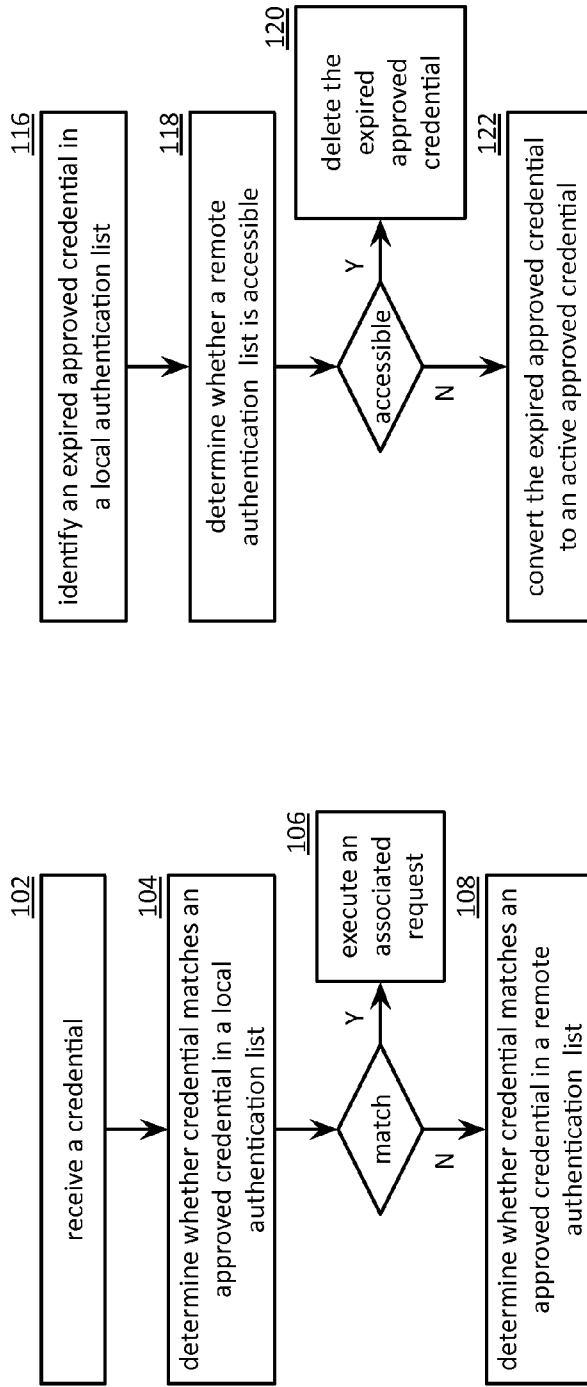 102
receive a credential
104
determine whether credential matches an
approved credential in a local
authentication list
match
Y
106
execute an
associated
request
N
108
determine whether credential matches an
approved credential in a remote
authentication list
116
identify an expired approved credential in
a local authentication list
118
determine whether a remote
authentication list is accessible
accessible
Y
120
delete the
expired
approved
credential
N
122
convert the expired approved credential
to an active approved credential